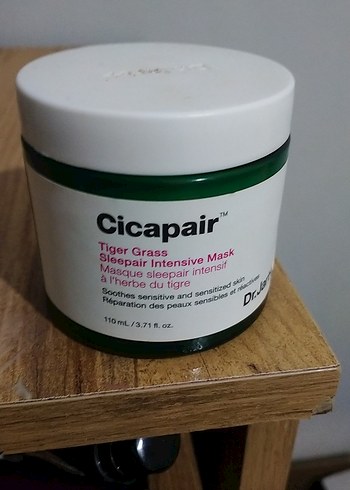 Cicapair™
Tiger Grass
Sleepair Intensive Mask
Masque sleepair intensif
à l'herbe du tigre
Soothes sensitive and sensitized skin
Réparation des peaux sensibles et réactives
110 mL / 3.71 fl. oz.